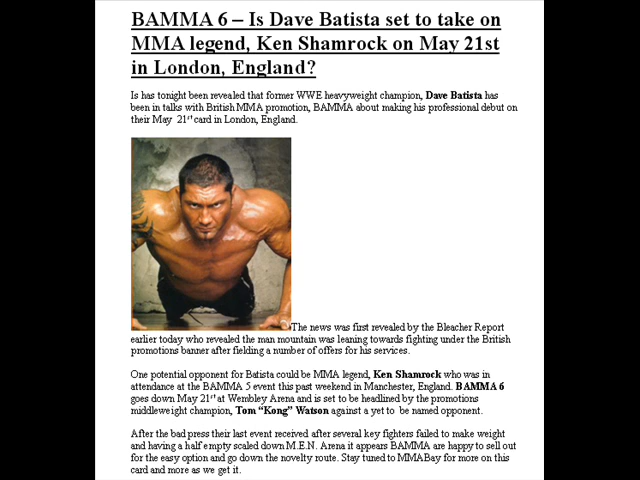 BAMMA 6 – Is Dave Batista set to take on
MMA legend, Ken Shamrock on May 21st
in London, England?
Is has tonight been revealed that former WWE heavyweight champion, Dave Batista has
been in talks with British MMA promotion, BAMMA about making his professional debut on
their May 21st card in London, England.
The news was first revealed by the Bleacher Report
earlier today who revealed the man mountain was leaning towards fighting under the British
promotions banner after fielding a number of offers for his services.
One potential opponent for Batista could be MMA legend, Ken Shamrock who was in
attendance at the BAMMA 5 event this past weekend in Manchester, England. BAMMA 6
goes down May 21st at Wembley Arena and is set to be headlined by the promotions
middleweight champion, Tom “Kong” Watson against a yet to be named opponent.
After the bad press their last event received after several key fighters failed to make weight
and having a half empty scaled down M.E.N. Arena it appears BAMMA are happy to sell out
for the easy option and go down the novelty route. Stay tuned to MMABay for more on this
card and more as we get it.